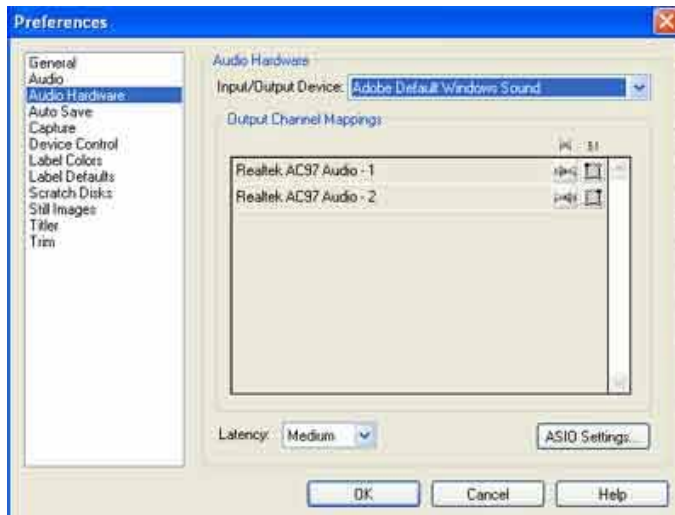 Preferences
General
Audio
Audio Hardware
Auto Save
Capture
Device Control
Label Colors
Label Defaults
Scratch Disks
Still Images
Titler
Trim
Audio Hardware
Input/Output Device: Adobe Default Windows Sound
Output Channel Mappings
5.1
Realtek AC97 Audio - 1
Realtek AC97 Audio - 2
Latency: Medium
ASIO Settings...
OK
Cancel
Help